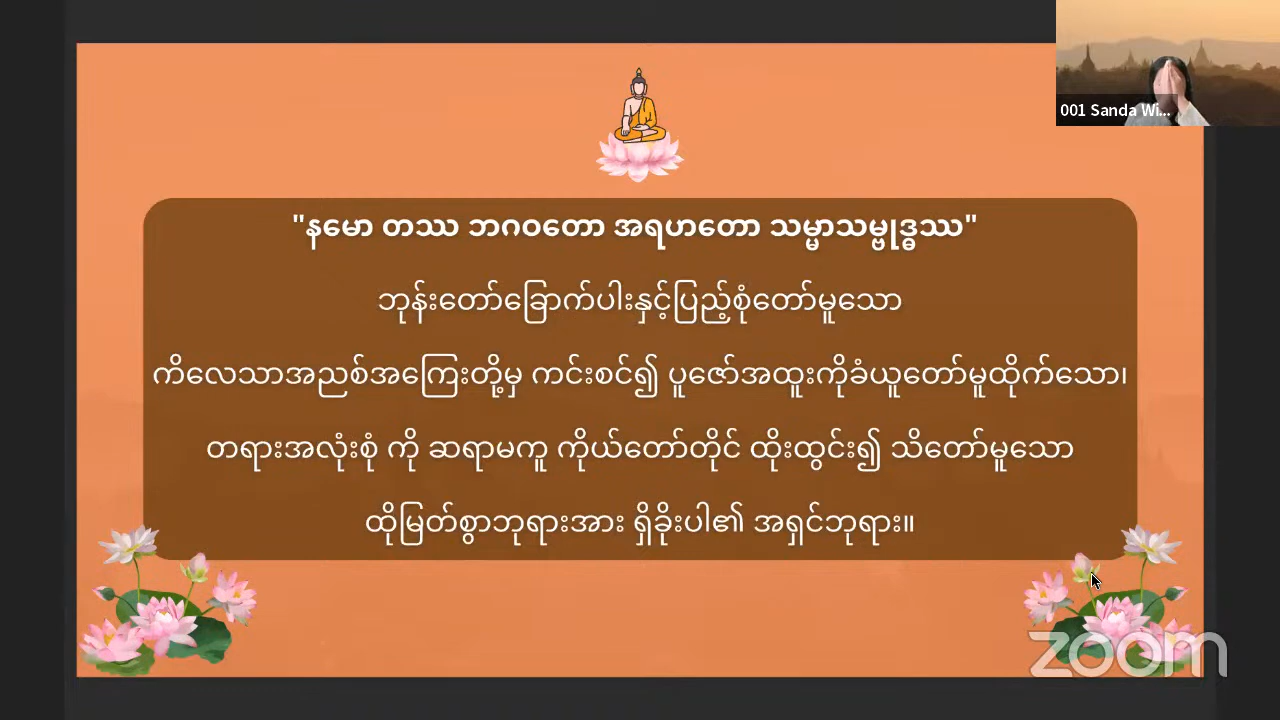 001 Sanda Wi...
"နမော တဿ ဘဂဝတော အရဟတော သမ္မာသမ္ဗုဒ္ဓဿ"
ဘုန်းတော်ခြောက်ပါးနှင့်ပြည့်စုံတော်မူသော
ကိလေသာအညစ်အကြေးတို့မှ ကင်းစင်၍ ပူဇော်အထူးကိုခံယူတော်မူထိုက်သော၊
တရားအလုံးစုံ ကို ဆရာမကူ ကိုယ်တော်တိုင် ထိုးထွင်း၍ သိတော်မူသော
ထိုမြတ်စွာဘုရားအား ရှိခိုးပါ၏ အရှင်ဘုရား။
zoom